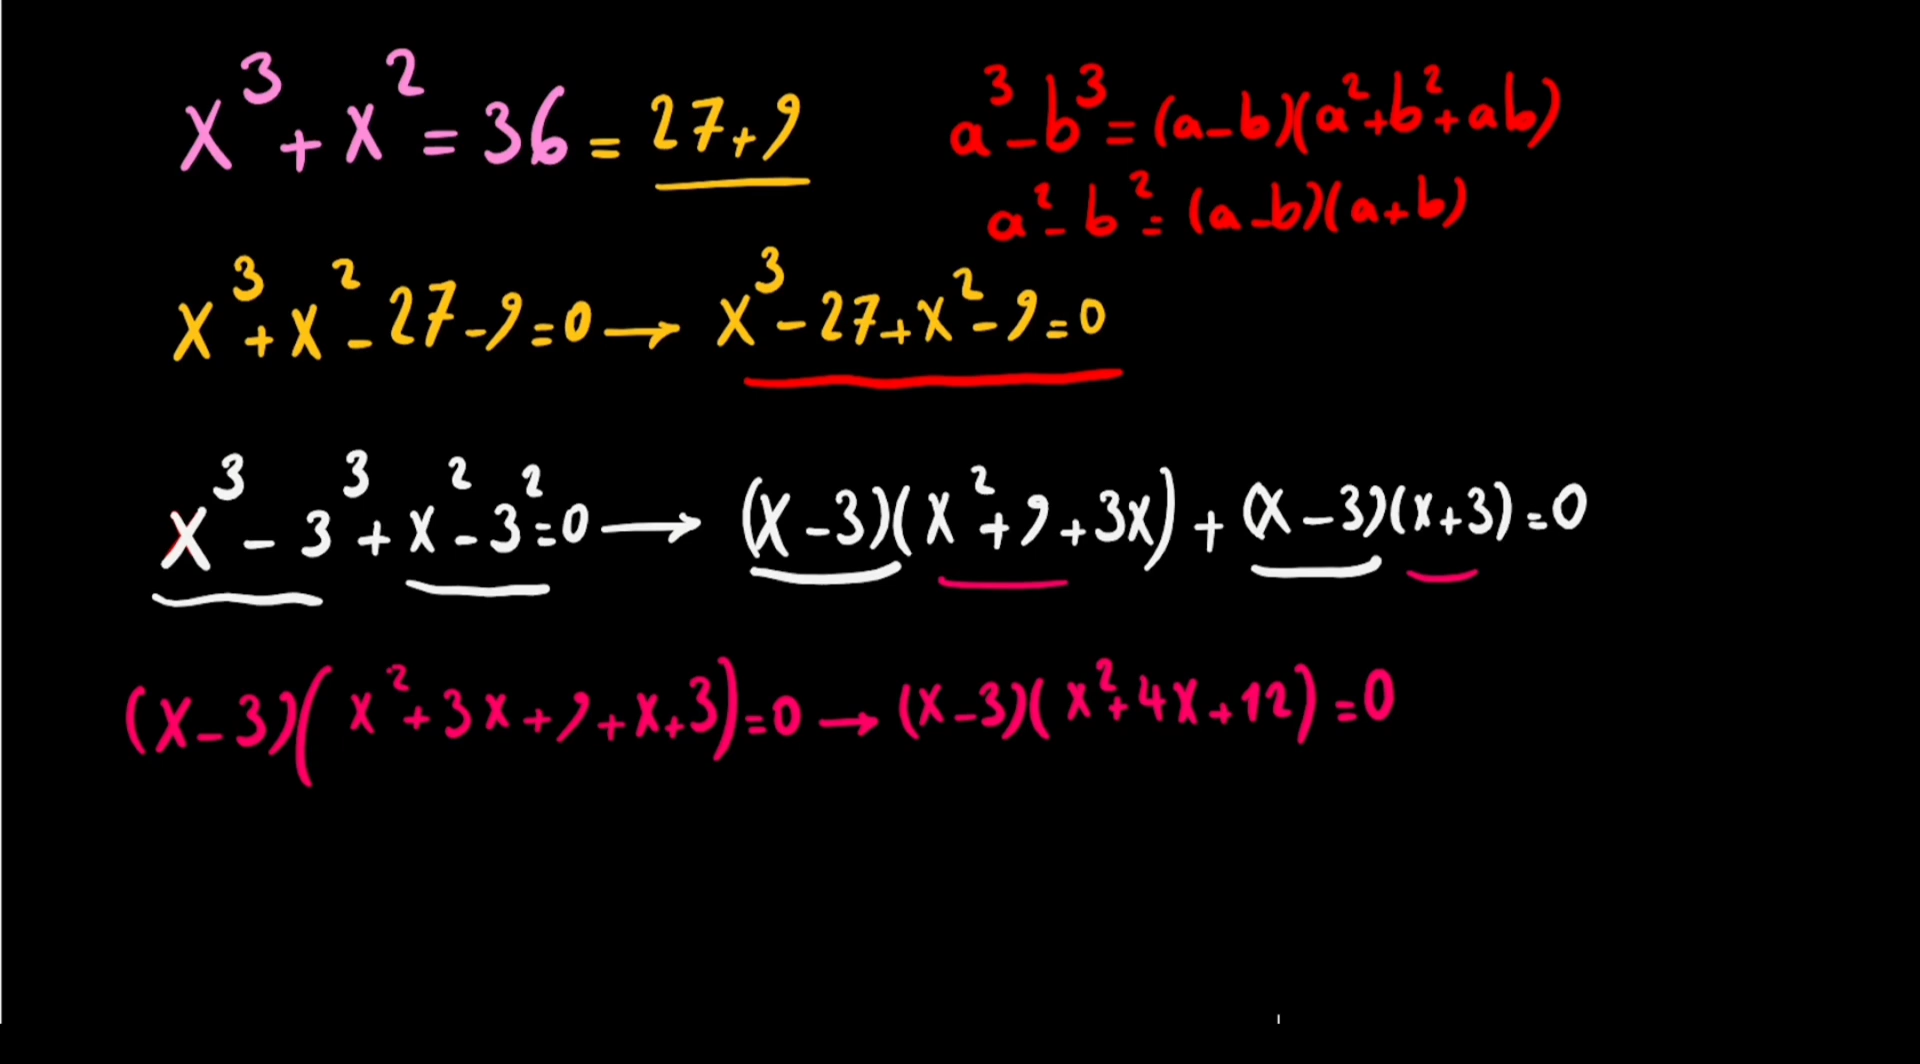 x³ + x² = 36 = 27 + 9
a³ - b³ = (a - b)(a² + b² + ab)
a² - b² = (a - b)(a + b)
x³ + x² - 27 - 9 = 0 → x³ - 27 + x² - 9 = 0
x³ - 3³ + x² - 3² = 0 → (x - 3)(x² + 9 + 3x) + (x - 3)(x + 3) = 0
(x - 3)(x² + 3x + 9 + x + 3) = 0 → (x - 3)(x² + 4x + 12) = 0